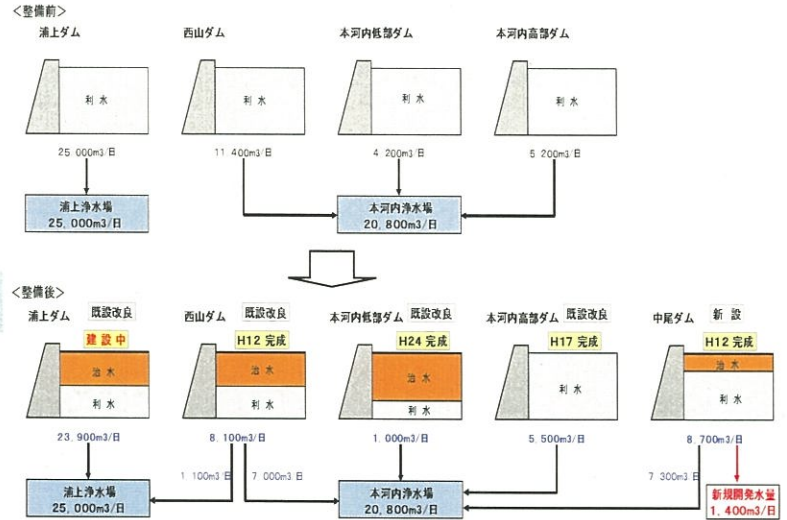 <整備前>
浦上ダム
西山ダム
本河内低部ダム
本河内高部ダム
利水
利水
利水
利水
25 000m3/日
11 400m3/日
4 200m3/日
5 200m3/日
浦上浄水場
25,000m3/日
本河内浄水場
20,800m3/日
<整備後>
浦上ダム
既設改良
西山ダム
既設改良
本河内低部ダム
既設改良
本河内高部ダム
既設改良
中尾ダム
新設
建設中
H12 完成
H24 完成
H17 完成
H12 完成
治水
治水
治水
治水
利水
利水
利水
利水
利水
23,900m3/日
8,100m3/日
1,000m3/日
5,500m3/日
8,700m3/日
1 100m3/日
7 000m3/日
7 300m3/日
浦上浄水場
25,000m3/日
本河内浄水場
20,800m3/日
新規開発水量
1,400m3/日